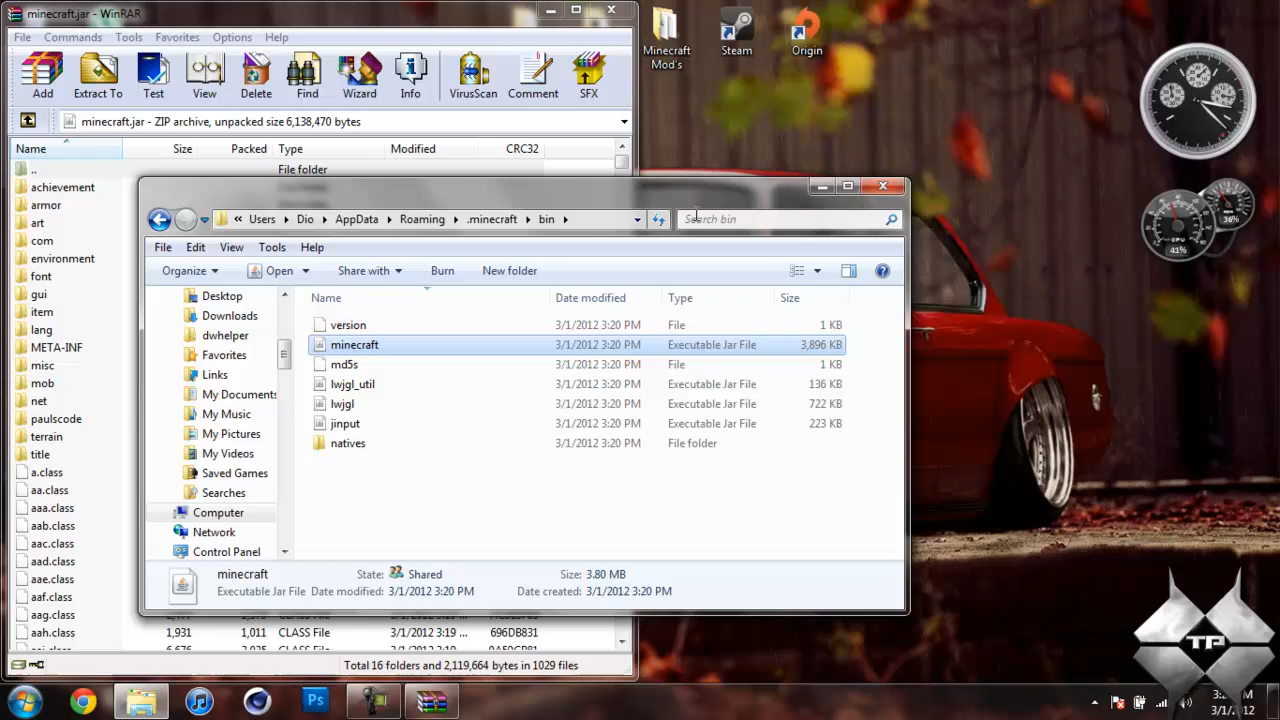 minecraft.jar - WinRAR
File Commands Tools Favorites Options Help
Add Extract To Test View Delete Find Wizard Info VirusScan Comment SFX
minecraft.jar - ZIP archive, unpacked size 6,138,470 bytes
Name Size Packed Type Modified CRC32
.. File folder
achievement
armor
art
com
environment
font
gui
item
lang
META-INF
misc
mob
net
paulscode
terrain
title
a.class
aa.class
aaa.class
aab.class
aac.class
aad.class
aae.class
aaf.class
aag.class
aah.class 1,931 1,011 CLASS File 3/1/2012 3:19 ... 696DB831
Total 16 folders and 2,119,664 bytes in 1029 files
Minecraft Mod's
Steam
Origin
« Users Dio AppData Roaming .minecraft bin
Search bin
File Edit View Tools Help
Organize Open Share with Burn New folder
Desktop
Downloads
dwhelper
Favorites
Links
My Documents
My Music
My Pictures
My Videos
Saved Games
Searches
Computer
Network
Control Panel
Name Date modified Type Size
version 3/1/2012 3:20 PM File 1 KB
minecraft 3/1/2012 3:20 PM Executable Jar File 3,896 KB
md5s 3/1/2012 3:20 PM File 1 KB
lwjgl_util 3/1/2012 3:20 PM Executable Jar File 136 KB
lwjgl 3/1/2012 3:20 PM Executable Jar File 722 KB
jinput 3/1/2012 3:20 PM Executable Jar File 223 KB
natives 3/1/2012 3:20 PM File folder
minecraft State: Shared Size: 3.80 MB
Executable Jar File Date modified: 3/1/2012 3:20 PM Date created: 3/1/2012 3:20 PM
36%
41%
TP
Ps
3/1/2012